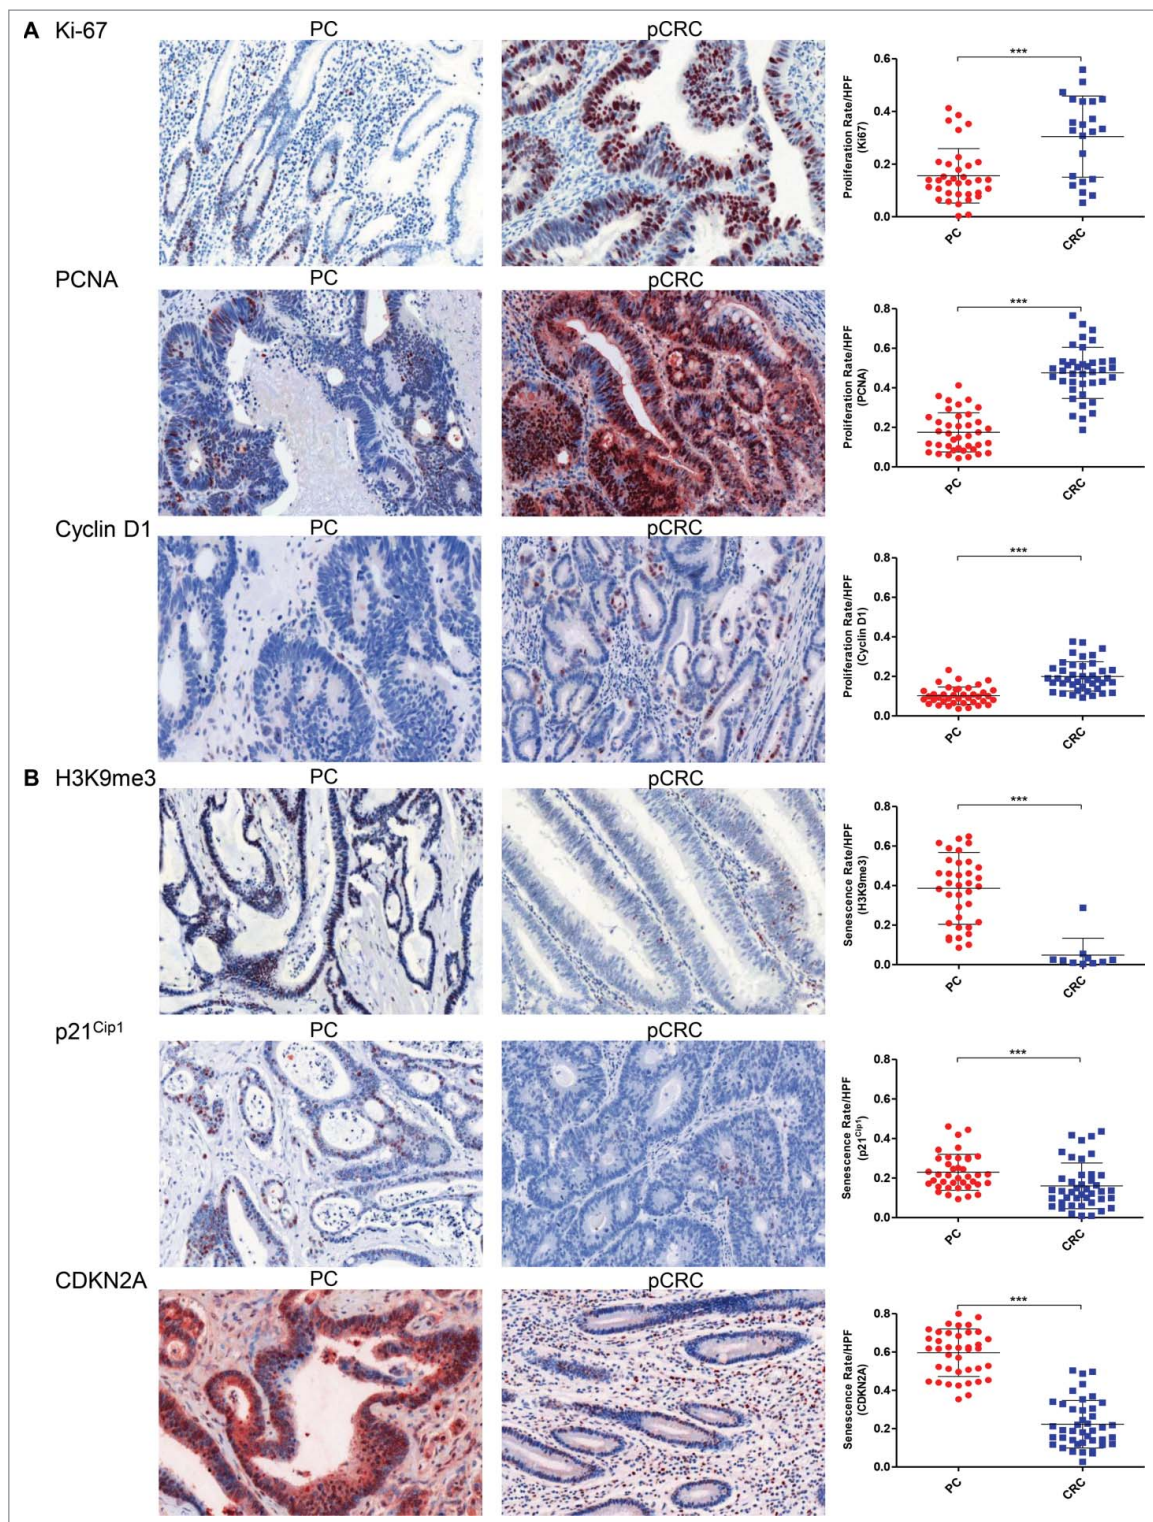 A Ki-67
PC
pCRC
***
Proliferation Rate/HPF
(Ki67)
0.6
0.4
0.2
0.0
PC
CRC
PCNA
PC
pCRC
***
Proliferation Rate/HPF
(PCNA)
0.8
0.6
0.4
0.2
0.0
PC
CRC
Cyclin D1
PC
pCRC
***
Proliferation Rate/HPF
(Cyclin D1)
0.8
0.6
0.4
0.2
0.0
PC
CRC
B H3K9me3
PC
pCRC
***
Senescence Rate/HPF
(H3K9me3)
0.8
0.6
0.4
0.2
0.0
PC
CRC
p21Cip1
PC
pCRC
***
Senescence Rate/HPF
(p21Cip1)
0.8
0.6
0.4
0.2
0.0
PC
CRC
CDKN2A
PC
pCRC
***
Senescence Rate/HPF
(CDKN2A)
0.8
0.6
0.4
0.2
0.0
PC
CRC